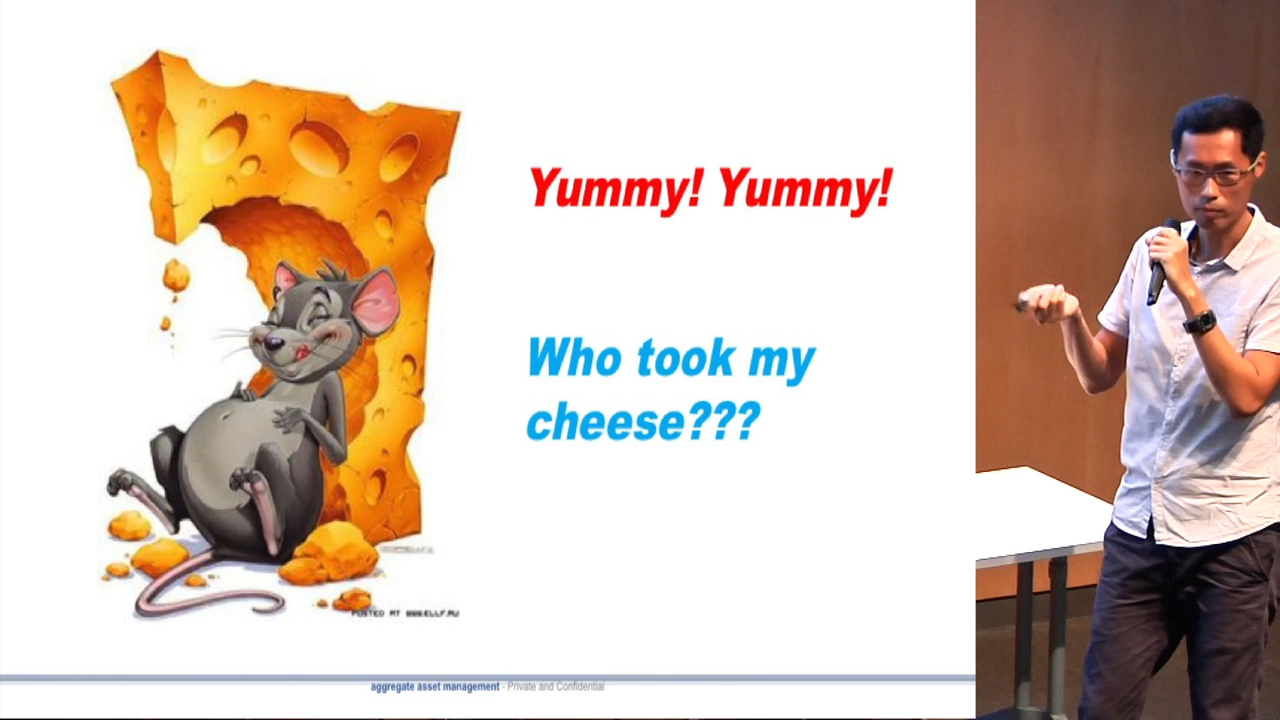 Yummy! Yummy!
Who took my
cheese???
POSTED AT WWW.ELLF.RU
aggregate asset management - Private and Confidential